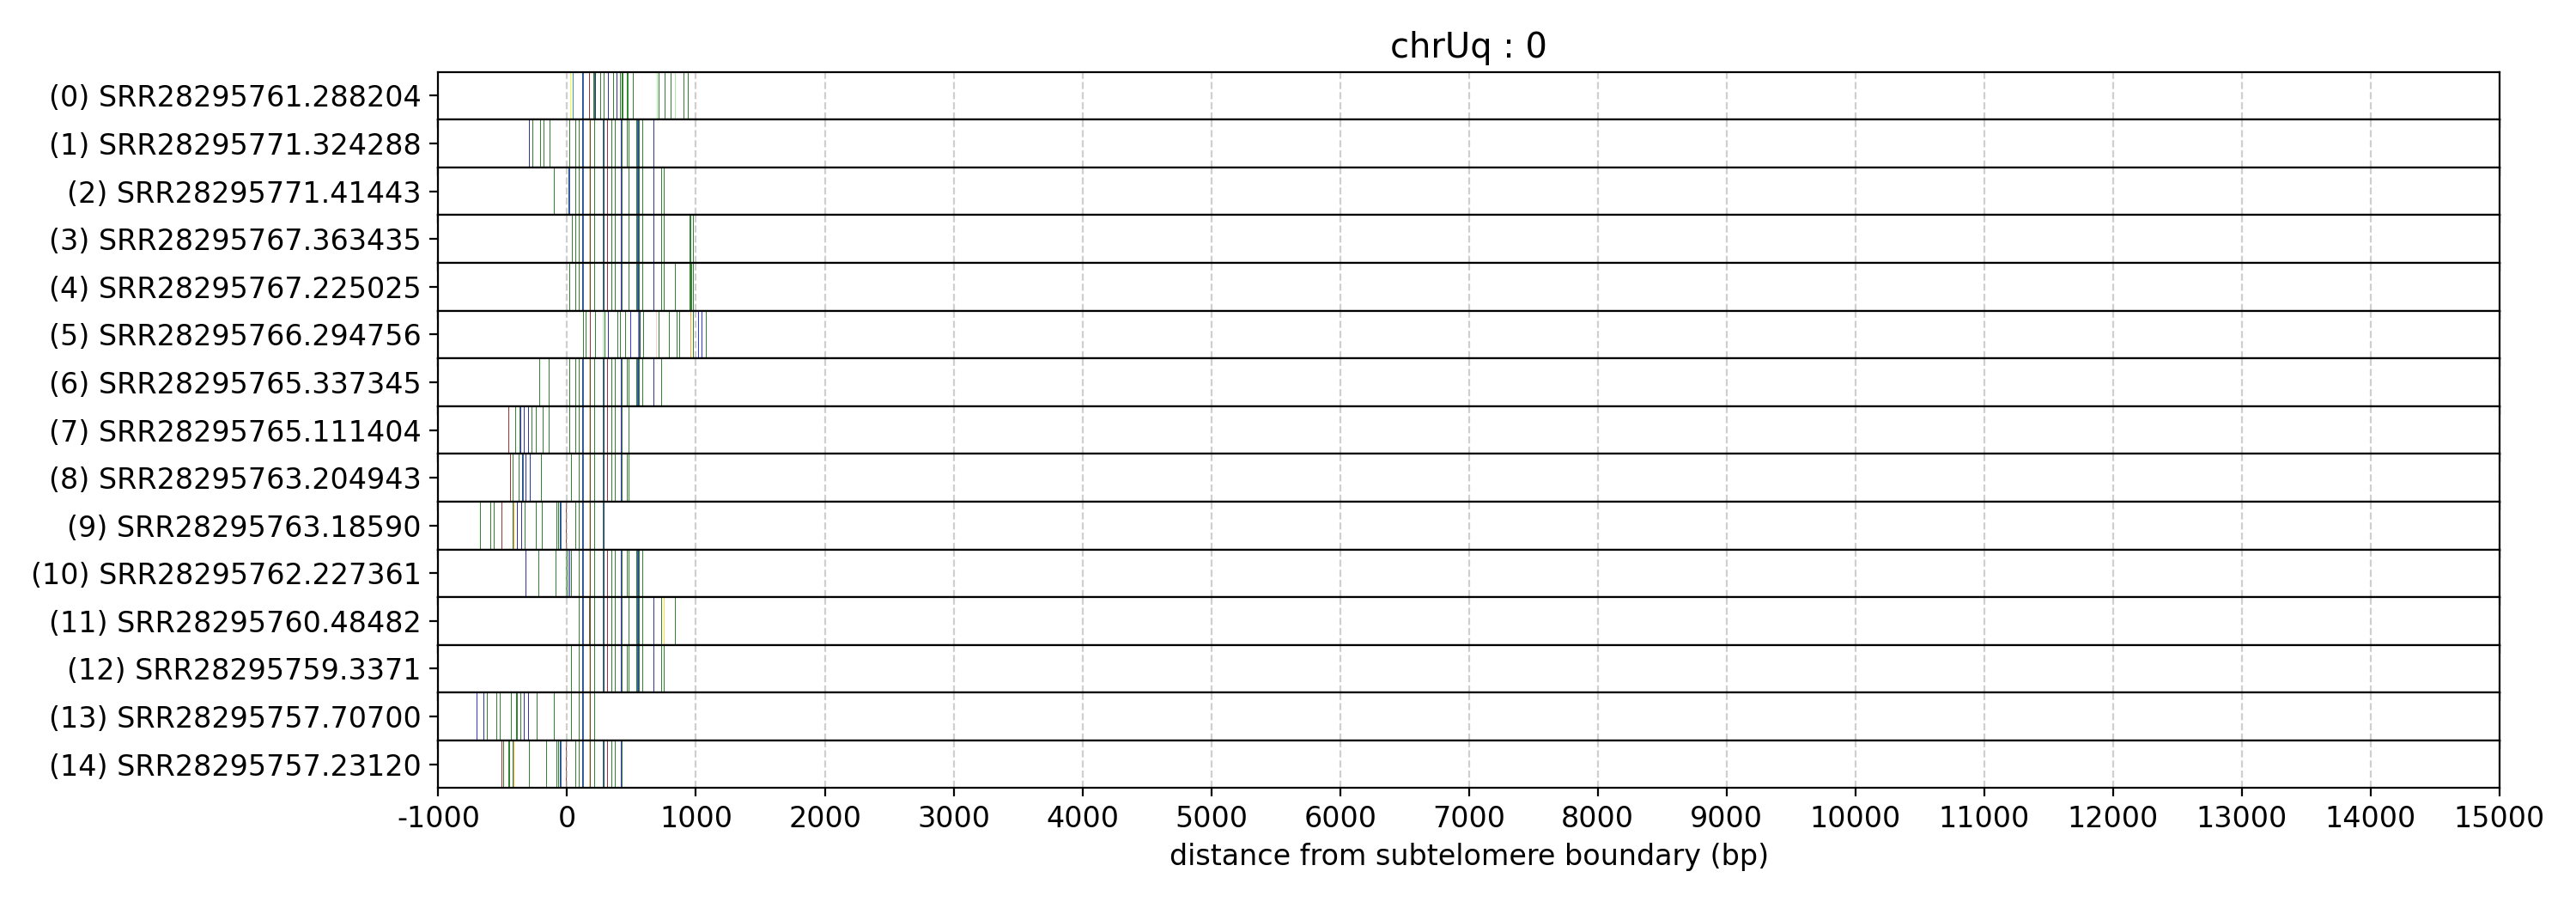 chrUq : 0
(0) SRR28295761.288204
(1) SRR28295771.324288
(2) SRR28295771.41443
(3) SRR28295767.363435
(4) SRR28295767.225025
(5) SRR28295766.294756
(6) SRR28295765.337345
(7) SRR28295765.111404
(8) SRR28295763.204943
(9) SRR28295763.18590
(10) SRR28295762.227361
(11) SRR28295760.48482
(12) SRR28295759.3371
(13) SRR28295757.70700
(14) SRR28295757.23120
-1000 0 1000 2000 3000 4000 5000 6000 7000 8000 9000 10000 11000 12000 13000 14000 15000
distance from subtelomere boundary (bp)